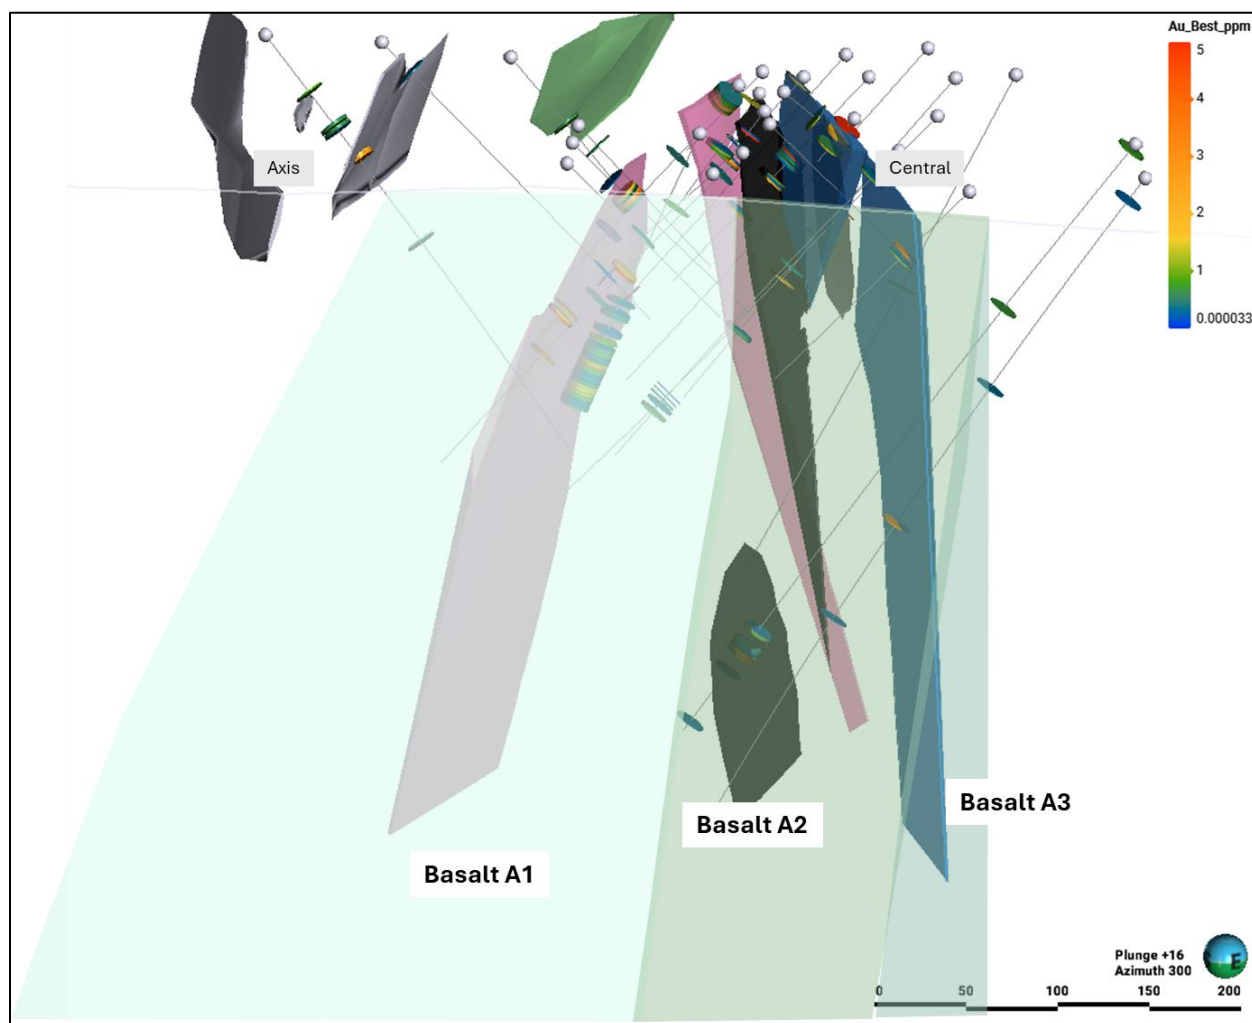 Au_Best_ppm
5
4
3
2
1
0.000033
Axis
Central
Basalt A3
Basalt A2
Basalt A1
Plunge +16
Azimuth 300
E
0 50 100 150 200